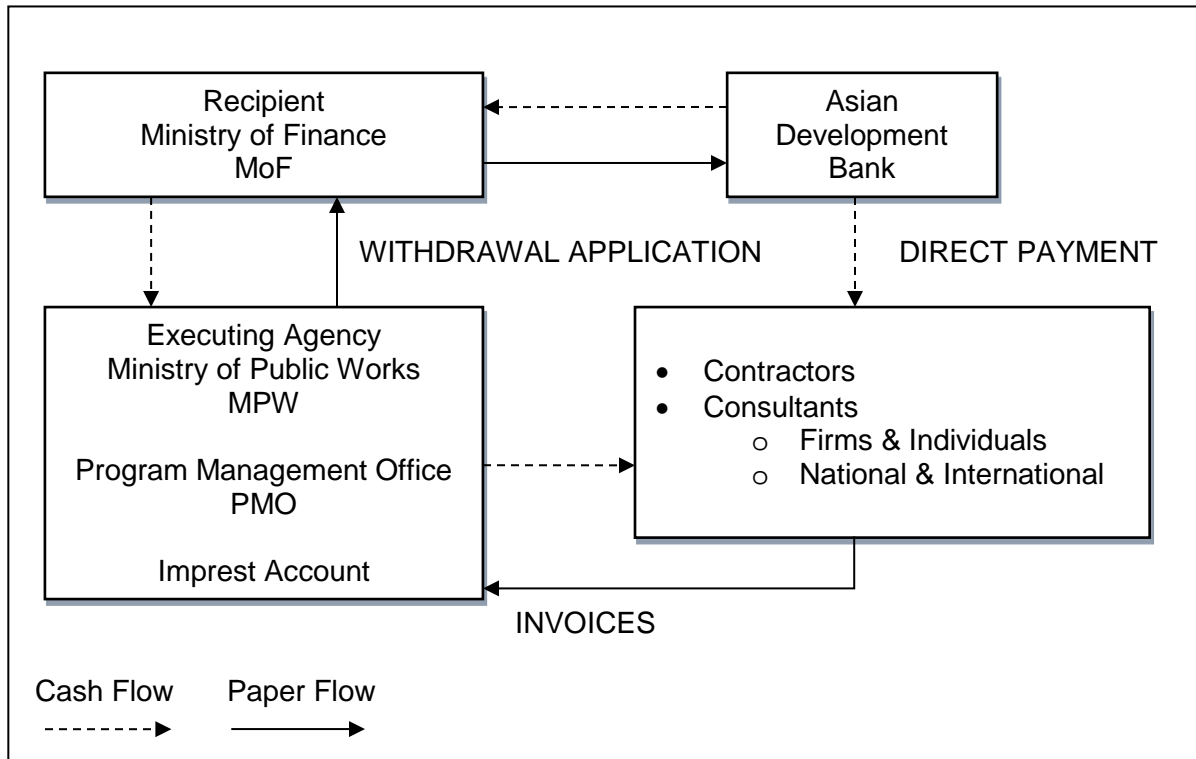 Recipient
Ministry of Finance
MoF
Asian
Development
Bank
WITHDRAWAL APPLICATION
DIRECT PAYMENT
Executing Agency
Ministry of Public Works
MPW
Program Management Office
PMO
Imprest Account
• Contractors
• Consultants
o Firms & Individuals
o National & International
INVOICES
Cash Flow
Paper Flow